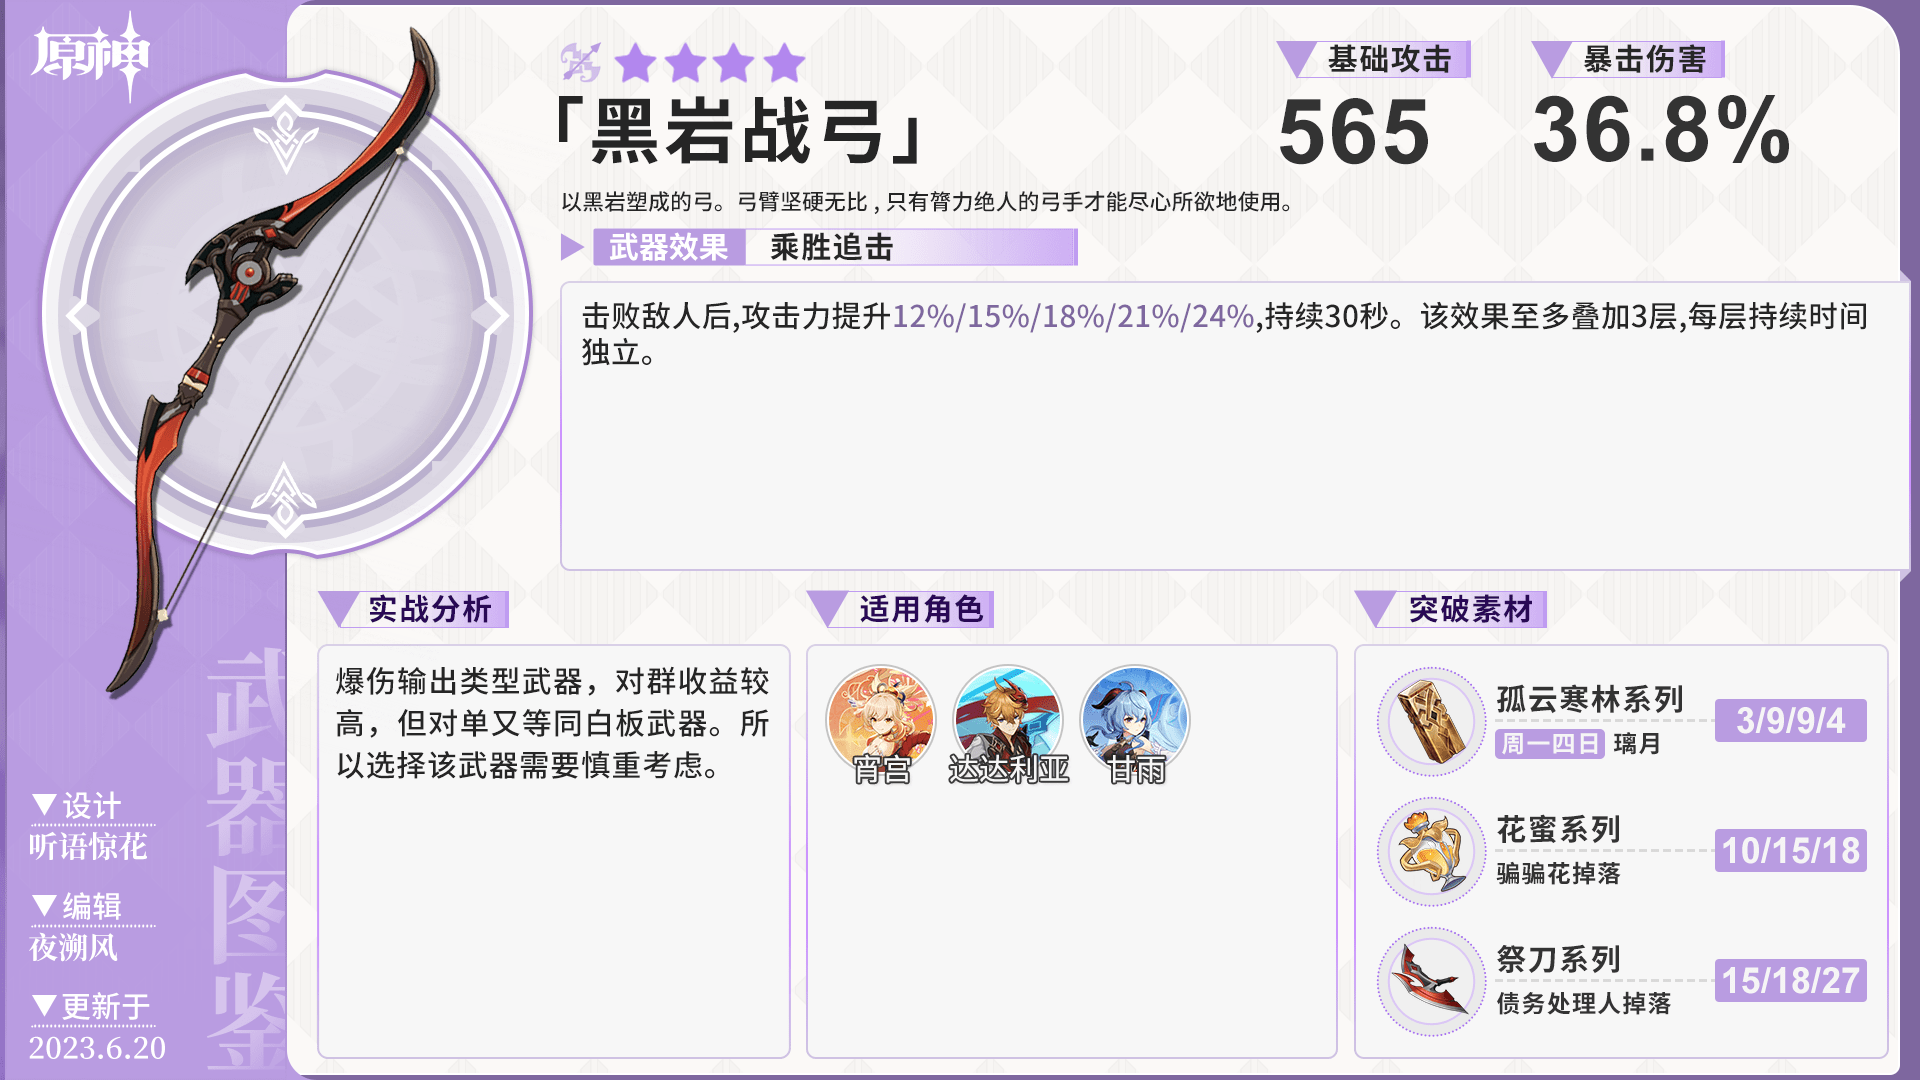 原神
「黑岩战弓」
基础攻击
565
暴击伤害
36.8%
以黑岩塑成的弓。弓臂坚硬无比,只有膂力绝人的弓手才能尽心所欲地使用。
武器效果 乘胜追击
击败敌人后,攻击力提升12%/15%/18%/21%/24%,持续30秒。该效果至多叠加3层,每层持续时间
独立。
实战分析
爆伤输出类型武器，对群收益较
高，但对单又等同白板武器。所
以选择该武器需要慎重考虑。
适用角色
宵宫
达达利亚
甘雨
突破素材
孤云寒林系列
周一四日 璃月
3/9/9/4
花蜜系列
骗骗花掉落
10/15/18
祭刀系列
债务处理人掉落
15/18/27
武器图鉴
▼设计
听语惊花
▼编辑
夜溯风
▼更新于
2023.6.20